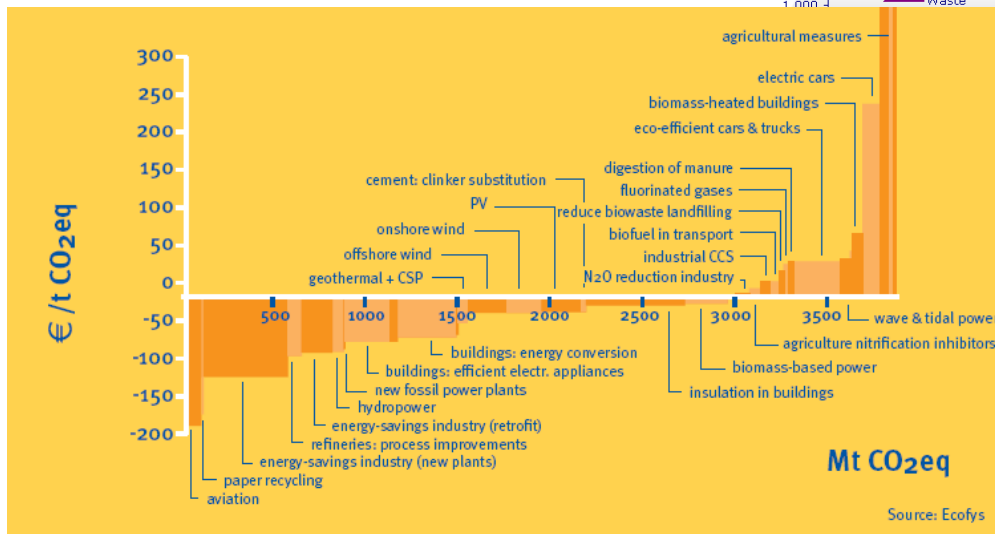 1 000
Waste
300
250
200
150
100
50
0
-50
-100
-150
-200
€ /t CO2eq
agricultural measures
electric cars
biomass-heated buildings
eco-efficient cars & trucks
digestion of manure
cement: clinker substitution
fluorinated gases
PV
reduce biowaste landfilling
onshore wind
biofuel in transport
offshore wind
industrial CCS
geothermal + CSP
N2O reduction industry
500
1000
1500
2000
2500
3000
3500
wave & tidal power
agriculture nitrification inhibitors
buildings: energy conversion
buildings: efficient electr. appliances
biomass-based power
new fossil power plants
insulation in buildings
hydropower
energy-savings industry (retrofit)
refineries: process improvements
energy-savings industry (new plants)
paper recycling
aviation
Mt CO2eq
Source: Ecofys